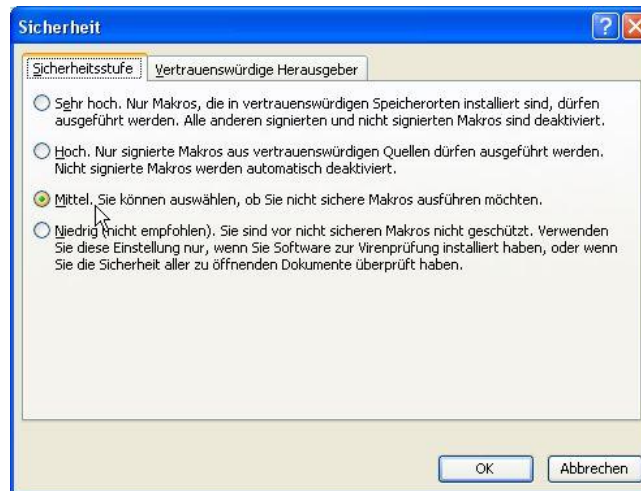 Sicherheit
Sicherheitsstufe
Vertrauenswürdige Herausgeber
Sehr hoch. Nur Makros, die in vertrauenswürdigen Speicherorten installiert sind, dürfen
ausgeführt werden. Alle anderen signierten und nicht signierten Makros sind deaktiviert.
Hoch. Nur signierte Makros aus vertrauenswürdigen Quellen dürfen ausgeführt werden.
Nicht signierte Makros werden automatisch deaktiviert.
Mittel. Sie können auswählen, ob Sie nicht sichere Makros ausführen möchten.
Niedrig (nicht empfohlen). Sie sind vor nicht sicheren Makros nicht geschützt. Verwenden
Sie diese Einstellung nur, wenn Sie Software zur Virenprüfung installiert haben, oder wenn
Sie die Sicherheit aller zu öffnenden Dokumente überprüft haben.
OK
Abbrechen